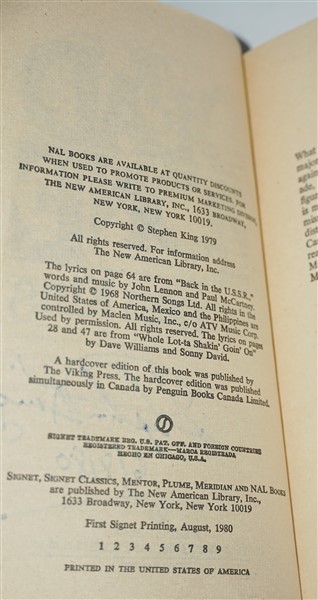 NAL BOOKS ARE AVAILABLE AT QUANTITY DISCOUNTS
WHEN USED TO PROMOTE PRODUCTS OR SERVICES. FOR
INFORMATION PLEASE WRITE TO PREMIUM MARKETING DIVISION,
THE NEW AMERICAN LIBRARY, INC., 1633 BROADWAY,
NEW YORK, NEW YORK 10019.
Copyright © Stephen King 1979
All rights reserved. For information address
The New American Library, Inc.
The lyrics on page 64 are from "Back in the U.S.S.R.,"
words and music by John Lennon and Paul McCartney.
Copyright © 1968 Northern Songs Ltd. All rights in the
United States of America, Mexico and the Philippines are
controlled by Maclen Music, Inc., c/o ATV Music Corp.
Used by permission. All rights reserved. The lyrics on pages
28 and 47 are from "Whole Lot-ta Shakin' Goin' On"
by Dave Williams and Sonny David.
A hardcover edition of this book was published by
The Viking Press. The hardcover edition was published
simultaneously in Canada by Penguin Books Canada Limited.
S
SIGNET TRADEMARK REG. U.S. PAT. OFF. AND FOREIGN COUNTRIES
REGISTERED TRADEMARK—MARCA REGISTRADA
HECHO EN CHICAGO, U.S.A.
SIGNET, SIGNET CLASSICS, MENTOR, PLUME, MERIDIAN AND NAL BOOKS
are published by The New American Library, Inc.,
1633 Broadway, New York, New York 10019
First Signet Printing, August, 1980
1 2 3 4 5 6 7 8 9
PRINTED IN THE UNITED STATES OF AMERICA
What
major
again
ade,
figu
is m
miss
dist
Ca
rea
M